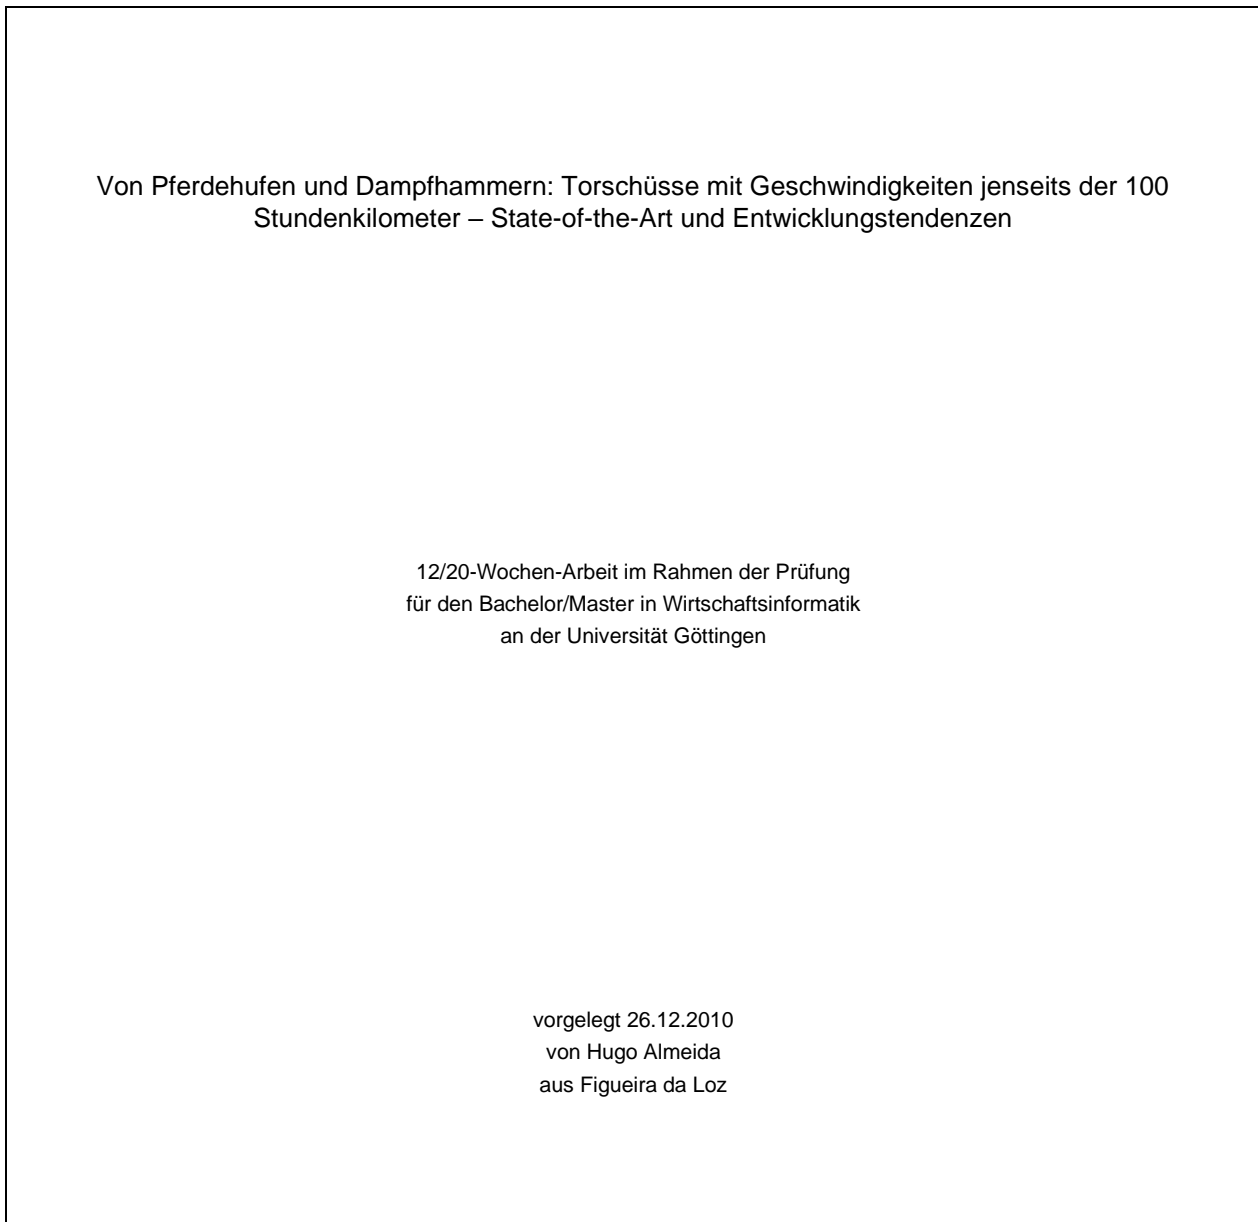 Von Pferdehufen und Dampfhammern: Torschüsse mit Geschwindigkeiten jenseits der 100
Stundenkilometer – State-of-the-Art und Entwicklungstendenzen
12/20-Wochen-Arbeit im Rahmen der Prüfung
für den Bachelor/Master in Wirtschaftsinformatik
an der Universität Göttingen
vorgelegt 26.12.2010
von Hugo Almeida
aus Figueira da Loz